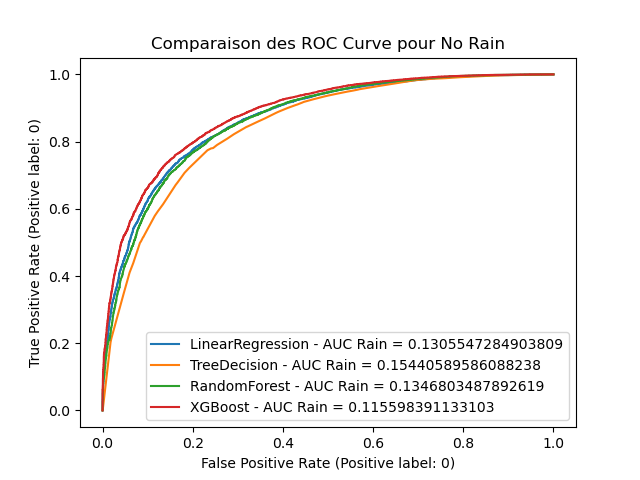 Comparaison des ROC Curve pour No Rain
True Positive Rate (Positive label: 0)
1.0
0.8
0.6
0.4
0.2
0.0
LinearRegression - AUC Rain = 0.1305547284903809
TreeDecision - AUC Rain = 0.15440589586088238
RandomForest - AUC Rain = 0.1346803487892619
XGBoost - AUC Rain = 0.115598391133103
0.0 0.2 0.4 0.6 0.8 1.0
False Positive Rate (Positive label: 0)